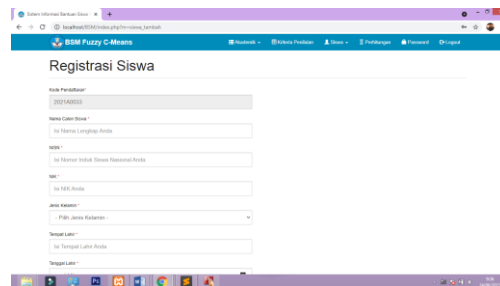 Sistem Informasi Bantuan Siswa
localhost/BSM/index.php?m=siswa_tambah
BSM Fuzzy C-Means
Akademik
Kriteria Penilaian
Siswa
Perhitungan
Password
Logout
Registrasi Siswa
Kode Pendaftaran*
2021A0033
Nama Calon Siswa *
Isi Nama Lengkap Anda
NISN *
Isi Nomor Induk Siswa Nasional Anda
NIK *
Isi NIK Anda
Jenis Kelamin *
- Pilih Jenis Kelamin -
Tempat Lahir *
Isi Tempat Lahir Anda
Tanggal Lahir *